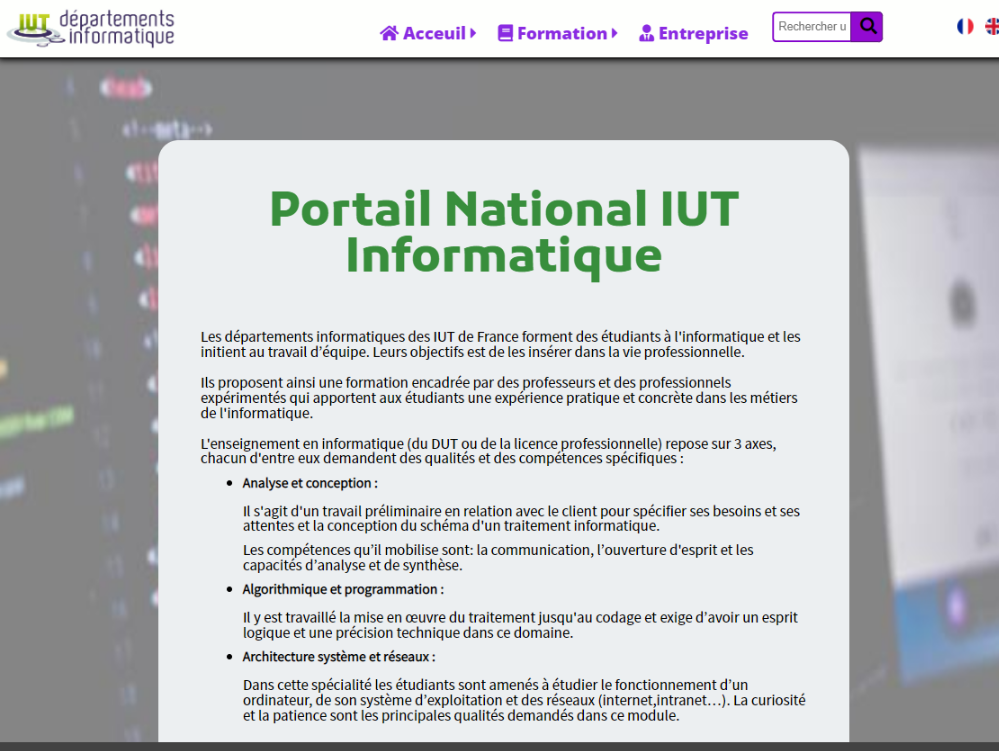 IUT départements
informatique
Acceuil Formation Entreprise Rechercher u
Portail National IUT
Informatique
Les départements informatiques des IUT de France forment des étudiants à l'informatique et les
initient au travail d’équipe. Leurs objectifs est de les insérer dans la vie professionnelle.
Ils proposent ainsi une formation encadrée par des professeurs et des professionnels
expérimentés qui apportent aux étudiants une expérience pratique et concrète dans les métiers
de l'informatique.
L'enseignement en informatique (du DUT ou de la licence professionnelle) repose sur 3 axes,
chacun d'entre eux demandent des qualités et des compétences spécifiques :
• Analyse et conception :
Il s'agit d'un travail préliminaire en relation avec le client pour spécifier ses besoins et ses
attentes et la conception du schéma d'un traitement informatique.
Les compétences qu’il mobilise sont: la communication, l’ouverture d'esprit et les
capacités d’analyse et de synthèse.
• Algorithmique et programmation :
Il y est travaillé la mise en œuvre du traitement jusqu'au codage et exige d’avoir un esprit
logique et une précision technique dans ce domaine.
• Architecture système et réseaux :
Dans cette spécialité les étudiants sont amenés à étudier le fonctionnement d’un
ordinateur, de son système d’exploitation et des réseaux (internet,intranet…). La curiosité
et la patience sont les principales qualités demandés dans ce module.